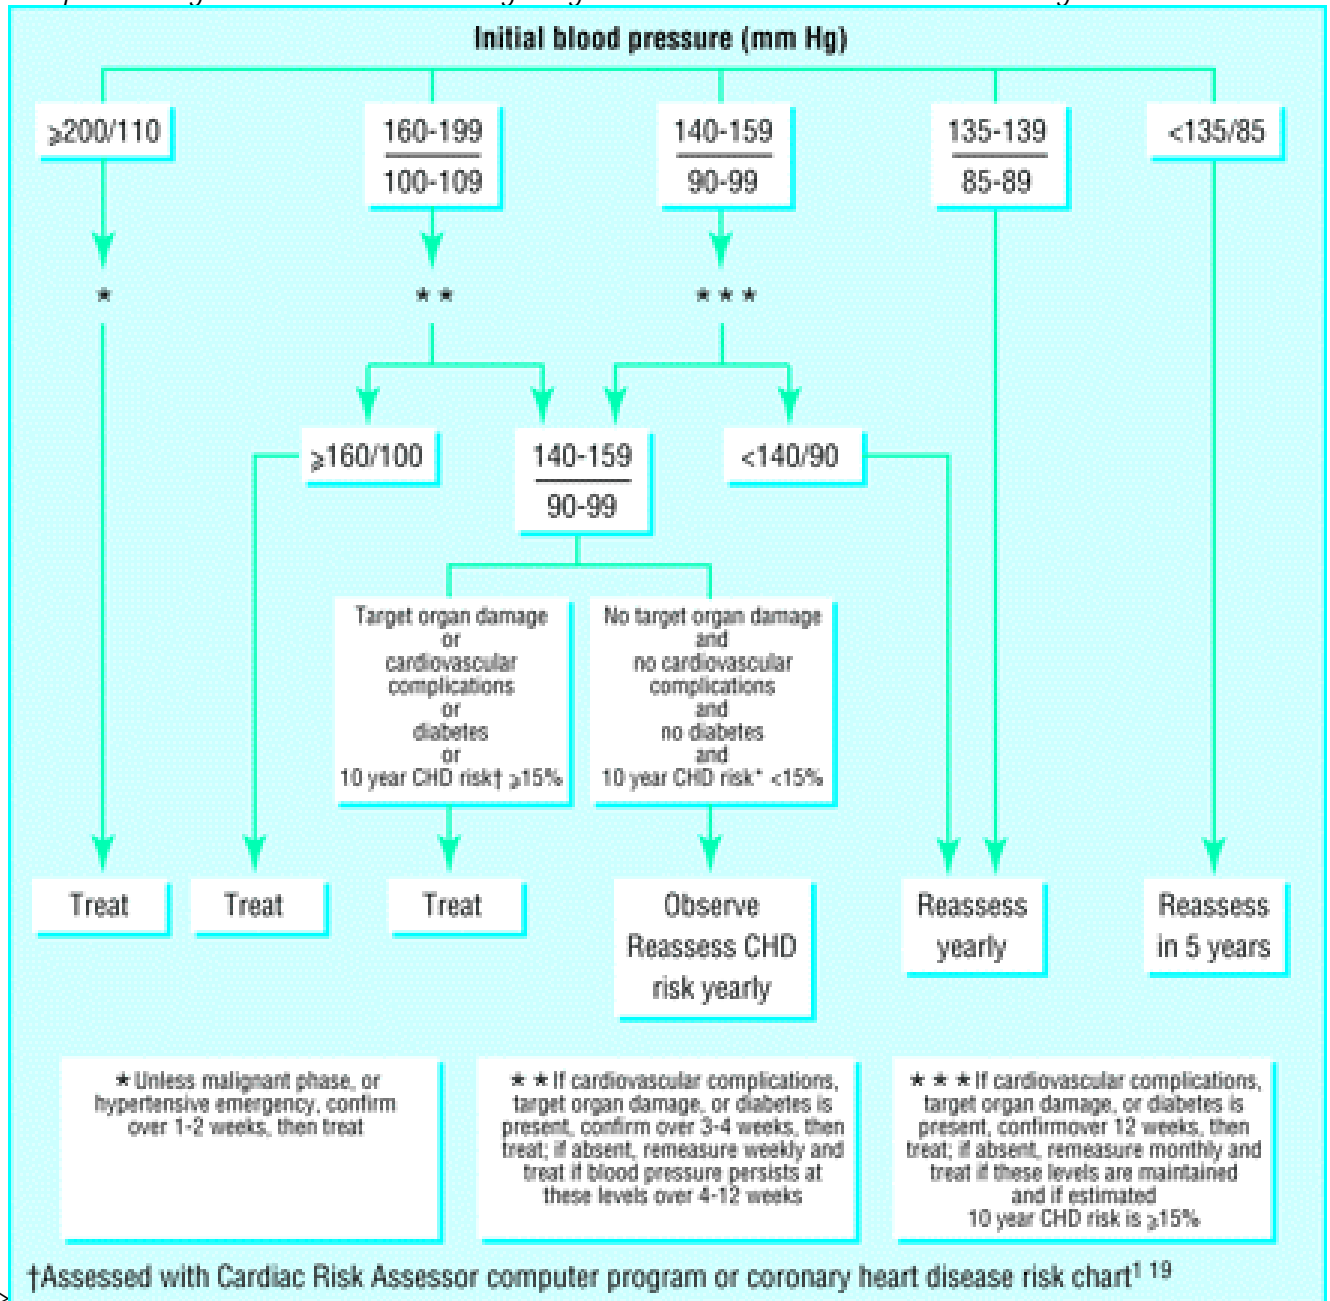 Initial blood pressure (mm Hg)
⩾200/110
160-199
100-109
140-159
90-99
135-139
85-89
<135/85
*
**
***
⩾160/100
140-159
90-99
<140/90
Target organ damage
or
cardiovascular
complications
or
diabetes
or
10 year CHD risk† ⩾15%
No target organ damage
and
no cardiovascular
complications
and
no diabetes
and
10 year CHD risk* <15%
Treat
Treat
Treat
Observe
Reassess CHD
risk yearly
Reassess
yearly
Reassess
in 5 years
* Unless malignant phase, or
hypertensive emergency, confirm
over 1-2 weeks, then treat
** If cardiovascular complications,
target organ damage, or diabetes is
present, confirm over 3-4 weeks, then
treat; if absent, remeasure weekly and
treat if blood pressure persists at
these levels over 4-12 weeks
*** If cardiovascular complications,
target organ damage, or diabetes is
present, confirmover 12 weeks, then
treat; if absent, remeasure monthly and
treat if these levels are maintained
and if estimated
10 year CHD risk is ⩾15%
†Assessed with Cardiac Risk Assessor computer program or coronary heart disease risk chart1 19